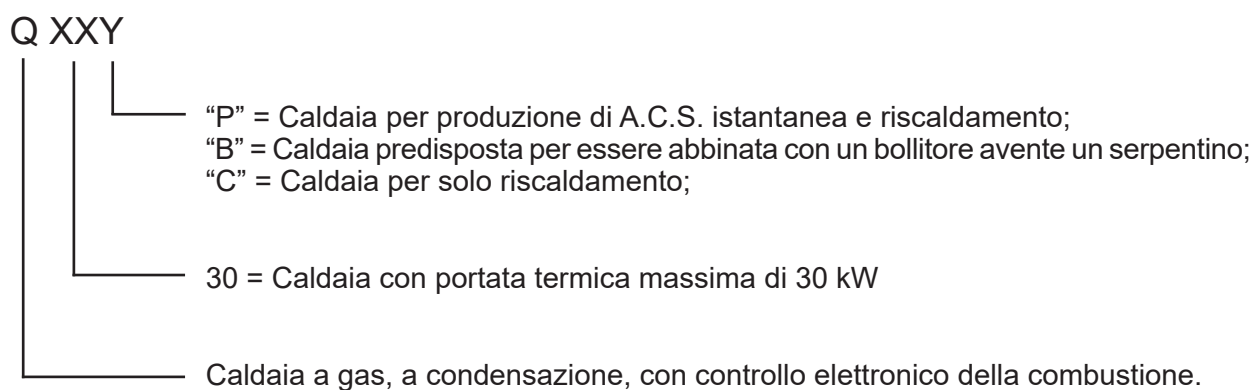 Q XXY
“P” = Caldaia per produzione di A.C.S. istantanea e riscaldamento;
“B” = Caldaia predisposta per essere abbinata con un bollitore avente un serpentino;
“C” = Caldaia per solo riscaldamento;
30 = Caldaia con portata termica massima di 30 kW
Caldaia a gas, a condensazione, con controllo elettronico della combustione.